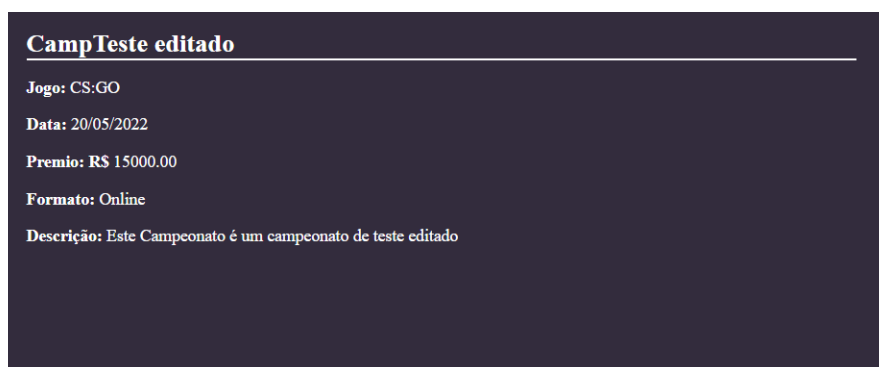 CampTeste editado
Jogo: CS:GO
Data: 20/05/2022
Premio: R$ 15000.00
Formato: Online
Descrição: Este Campeonato é um campeonato de teste editado